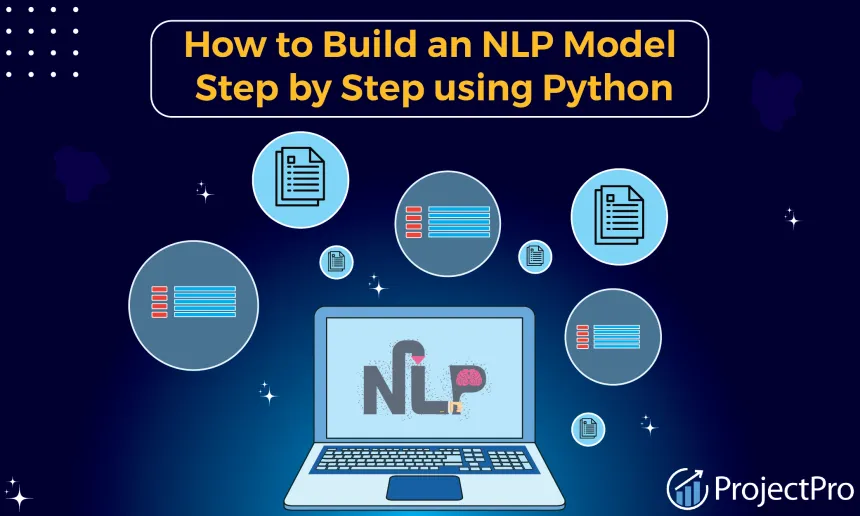 How to Build an NLP Model
Step by Step using Python
NLP
ProjectPro